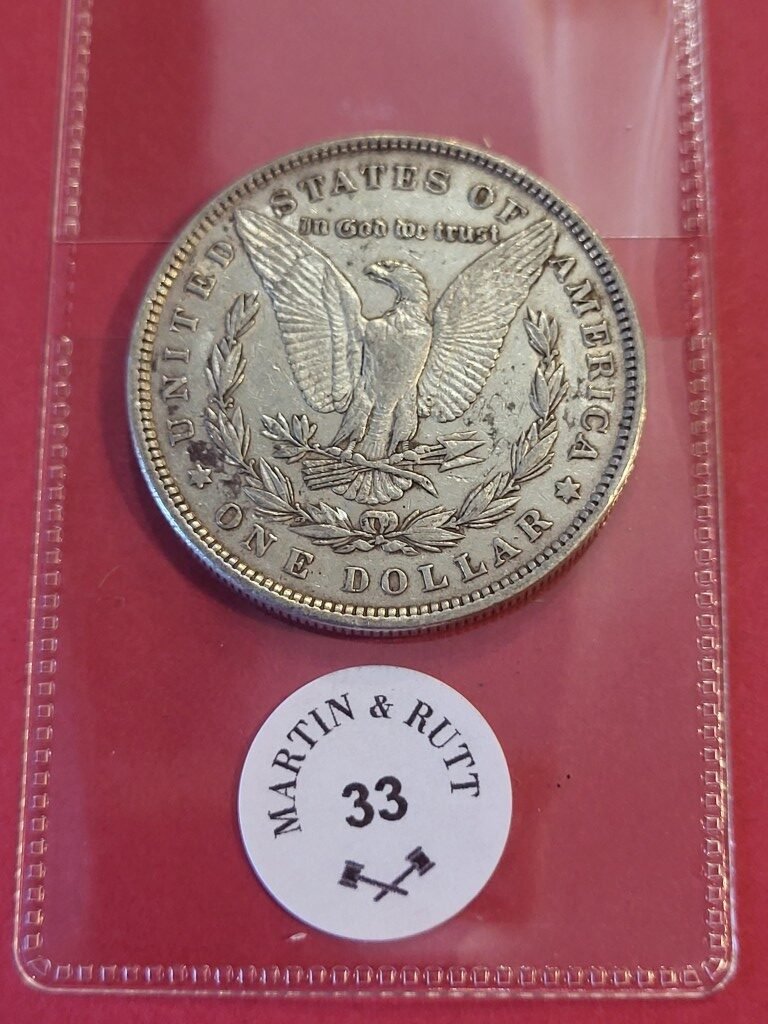 UNITED STATES OF AMERICA
In God we trust
ONE DOLLAR
MARTIN & RUTT
33